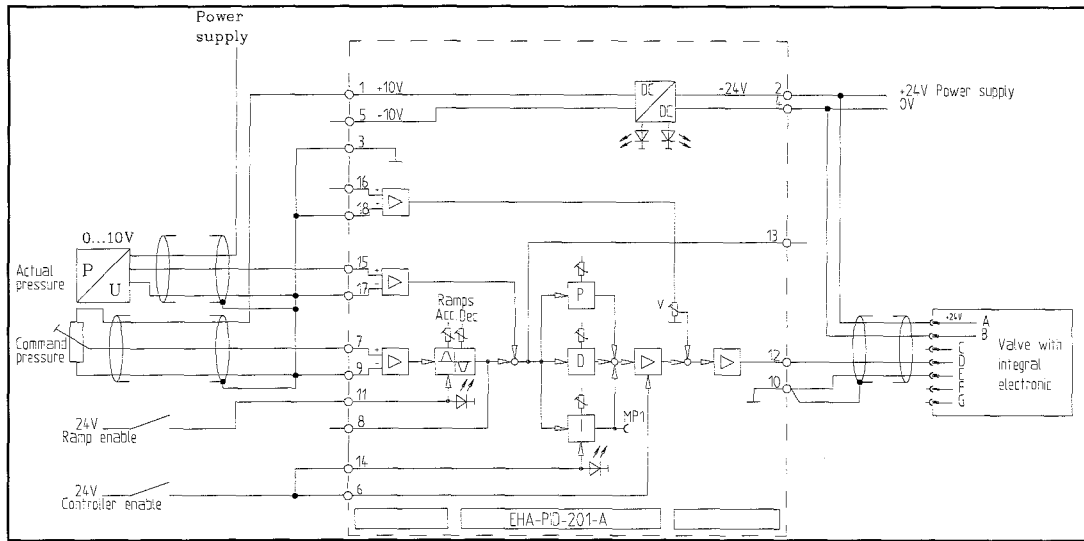 Power
supply
1
+10V
DC
DC
-24V
2
4
+24V Power supply
0V
5
-10V
3
16
+
-
18
13
0...10V
Actual
pressure
P
U
15
+
-
17
Ramps
Acc.
Dec
P
V
Command
pressure
7
+
-
9
D
12
10
+24V
A
B
C
D
E
F
G
Valve with
integral
electronic
11
24V
Ramp enable
8
I
MP1
14
24V
Controller enable
6
EHA-PID-201-A